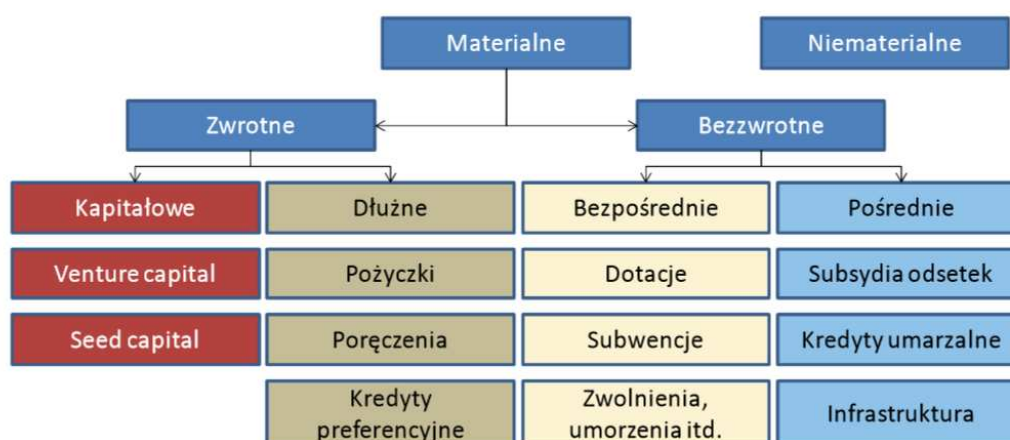 Materialne
Niematerialne
Zwrotne
Bezzwrotne
Kapitałowe
Dłużne
Bezpośrednie
Pośrednie
Venture capital
Pożyczki
Dotacje
Subsydia odsetek
Seed capital
Poręczenia
Subwencje
Kredyty umarzalne
Kredyty
preferencyjne
Zwolnienia,
umorzenia itd.
Infrastruktura